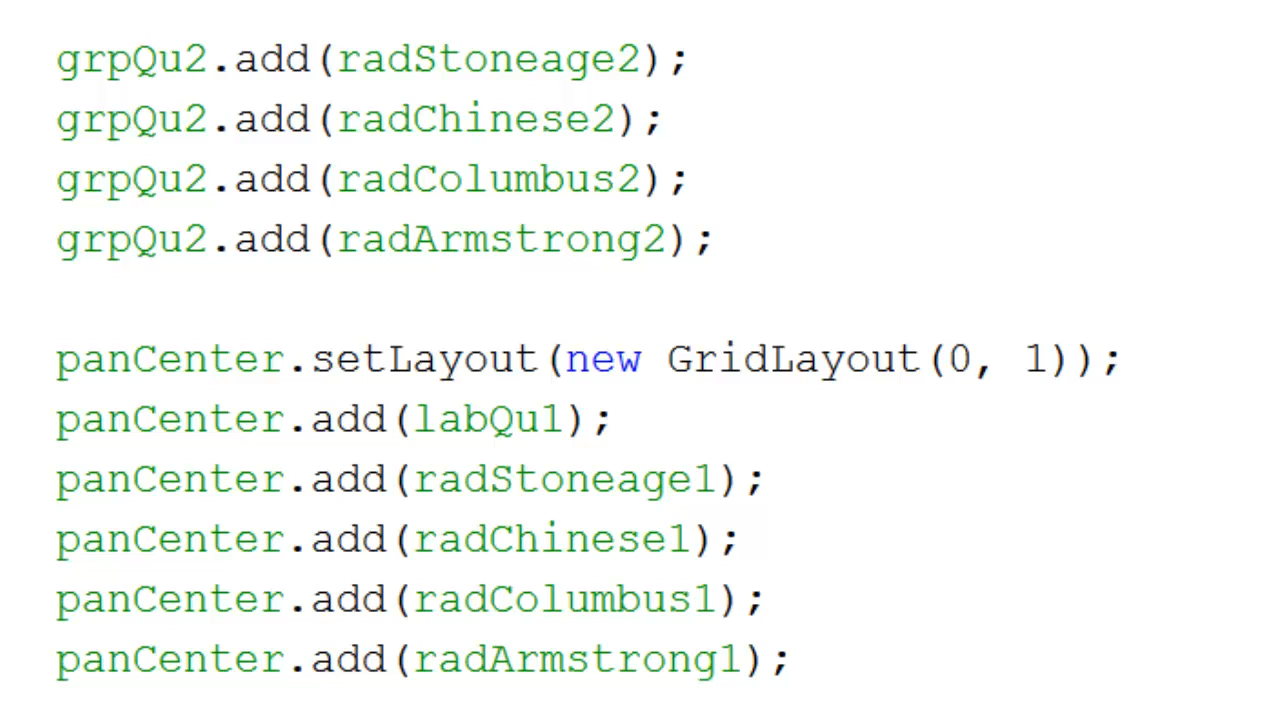 grpQu2.add(radStoneage2);
grpQu2.add(radChinese2);
grpQu2.add(radColumbus2);
grpQu2.add(radArmstrong2);
panCenter.setLayout(new GridLayout(0, 1));
panCenter.add(labQu1);
panCenter.add(radStoneage1);
panCenter.add(radChinese1);
panCenter.add(radColumbus1);
panCenter.add(radArmstrong1);